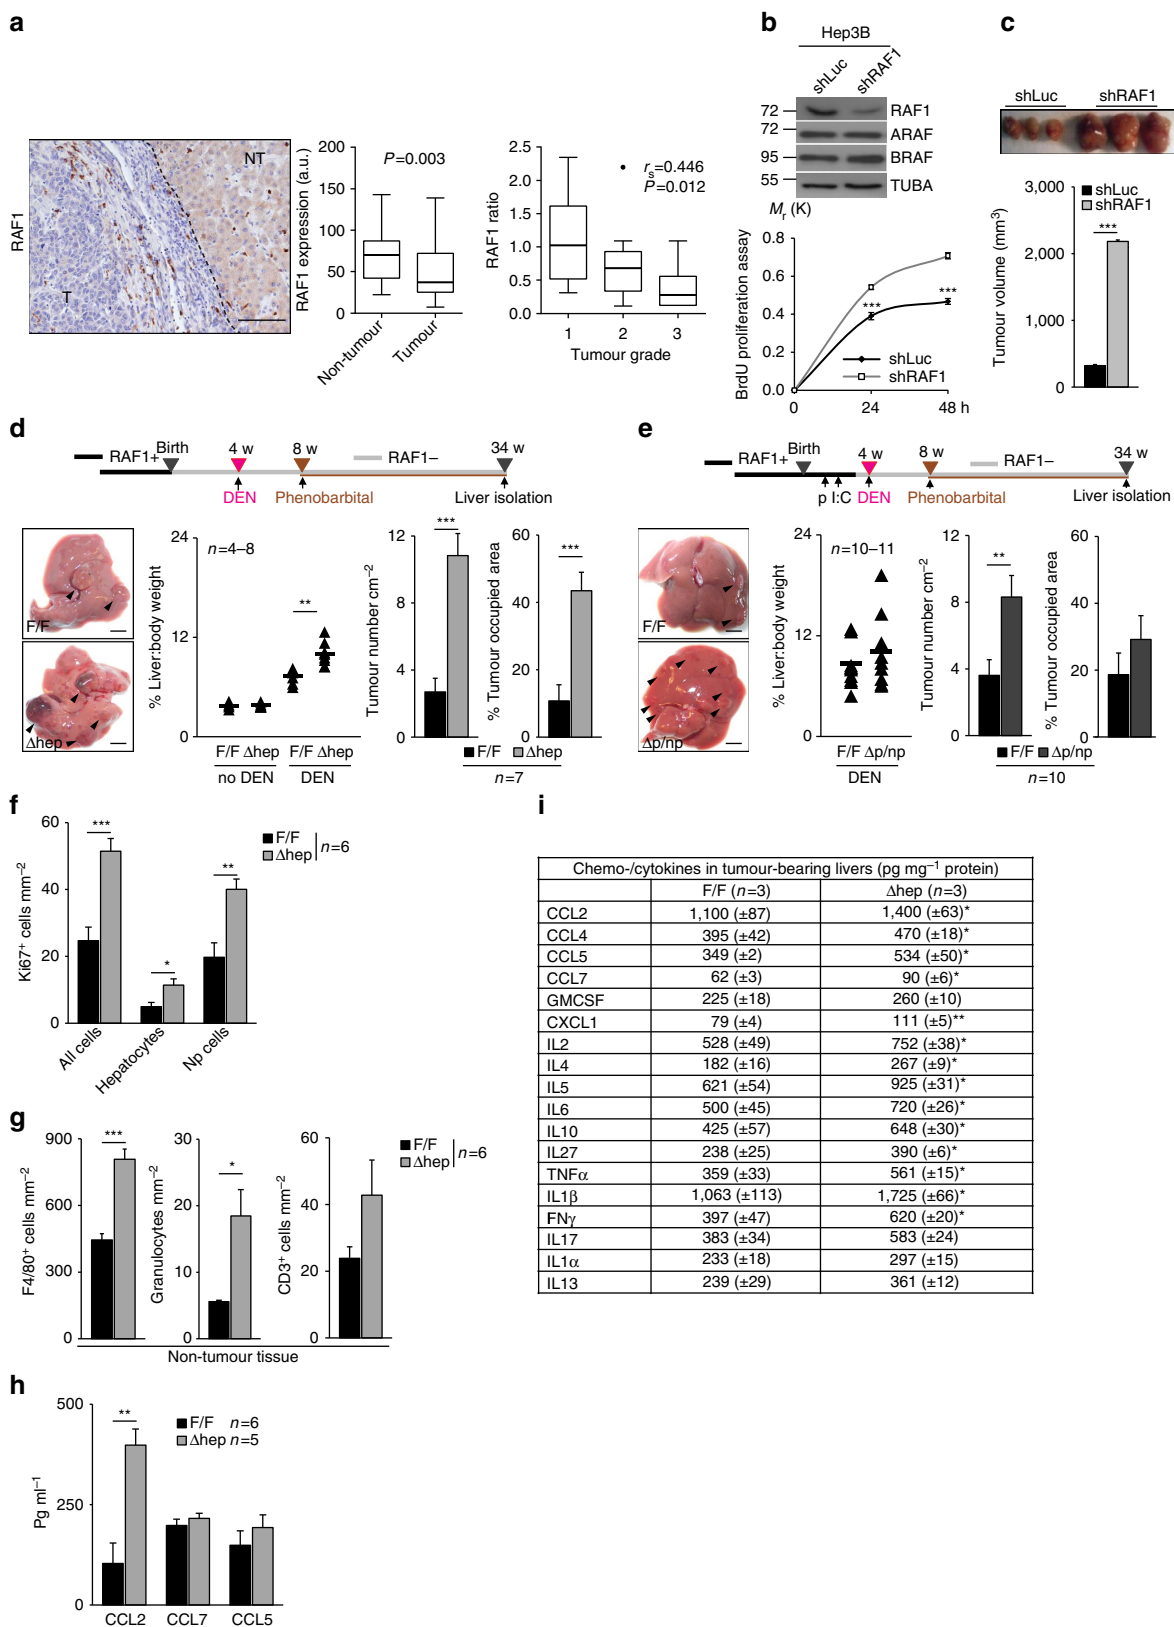 a
RAF1
NT
T
RAF1 expression (a.u.)
200
150
100
50
0
P=0.003
Non-tumour
Tumour
RAF1 ratio
2.5
2.0
1.5
1.0
0.5
0.0
rs=0.446
P=0.012
1 2 3
Tumour grade
b
Hep3B
shLuc shRAF1
72 RAF1
72 ARAF
95 BRAF
55 TUBA
Mr (K)
BrdU proliferation assay
0.8
0.6
0.4
0.2
0.0
*** ***
shLuc
shRAF1
0 24 48 h
c
shLuc shRAF1
Tumour volume (mm³)
3,000
2,000
1,000
0
shLuc
shRAF1
***
d
RAF1+ Birth 4 w 8 w RAF1– 34 w
DEN Phenobarbital Liver isolation
F/F
Δhep
% Liver:body weight
24
12
0
n=4–8
**
F/F Δhep F/F Δhep
no DEN DEN
Tumour number cm⁻²
12
8
4
0
***
% Tumour occupied area
60
40
20
0
***
F/F Δhep
n=7
e
RAF1+ Birth 4 w 8 w RAF1– 34 w
p I:C DEN Phenobarbital Liver isolation
F/F
Δp/np
% Liver:body weight
24
12
0
n=10–11
F/F Δp/np
DEN
Tumour number cm⁻²
12
8
4
0
**
% Tumour occupied area
60
40
20
0
F/F Δp/np
n=10
f
Ki67⁺ cells mm⁻²
60
40
20
0
*** * **
F/F
Δhep
n=6
All cells
Hepatocytes
Np cells
g
F4/80⁺ cells mm⁻²
900
600
300
0
***
Granulocytes mm⁻²
30
20
10
0
*
CD3⁺ cells mm⁻²
60
40
20
0
F/F
Δhep
n=6
Non-tumour tissue
h
Pg ml⁻¹
500
250
0
**
F/F n=6
Δhep n=5
CCL2 CCL7 CCL5
i
Chemo-/cytokines in tumour-bearing livers (pg mg⁻¹ protein)
F/F (n=3) Δhep (n=3)
CCL2 1,100 (±87) 1,400 (±63)*
CCL4 395 (±42) 470 (±18)*
CCL5 349 (±2) 534 (±50)*
CCL7 62 (±3) 90 (±6)*
GMCSF 225 (±18) 260 (±10)
CXCL1 79 (±4) 111 (±5)**
IL2 528 (±49) 752 (±38)*
IL4 182 (±16) 267 (±9)*
IL5 621 (±54) 925 (±31)*
IL6 500 (±45) 720 (±26)*
IL10 425 (±57) 648 (±30)*
IL27 238 (±25) 390 (±6)*
TNFα 359 (±33) 561 (±15)*
IL1β 1,063 (±113) 1,725 (±66)*
FNγ 397 (±47) 620 (±20)*
IL17 383 (±34) 583 (±24)
IL1α 233 (±18) 297 (±15)
IL13 239 (±29) 361 (±12)